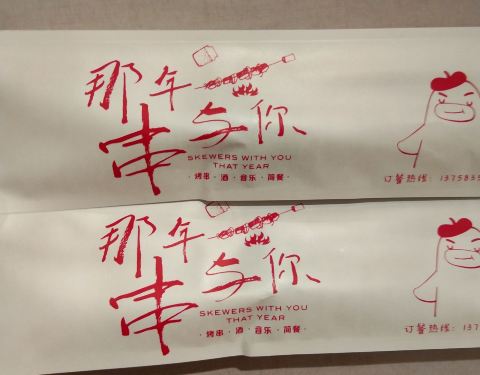 那年
串与你
SKEWERS WITH YOU
THAT YEAR
·烤串·酒·音乐·简餐·
订餐热线：137583
那年
串与你
SKEWERS WITH YOU
THAT YEAR
·烤串·酒·音乐·简餐·
订餐热线：1375